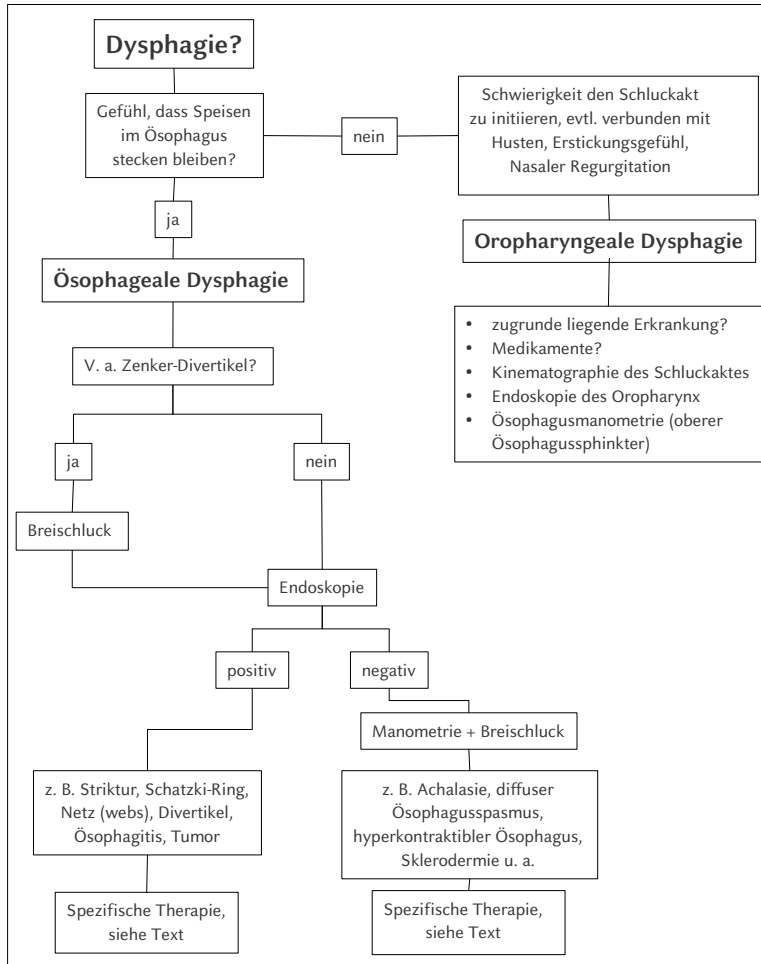 Dysphagie?
Gefühl, dass Speisen
im Ösophagus
stecken bleiben?
nein
Schwierigkeit den Schluckakt
zu initiieren, evtl. verbunden mit
Husten, Erstickungsgefühl,
Nasaler Regurgitation
ja
Oropharyngeale Dysphagie
Ösophageale Dysphagie
• zugrunde liegende Erkrankung?
• Medikamente?
• Kinematographie des Schluckaktes
• Endoskopie des Oropharynx
• Ösophagusmanometrie (oberer
Ösophagussphinkter)
V. a. Zenker-Divertikel?
ja
nein
Breischluck
Endoskopie
positiv
negativ
Manometrie + Breischluck
z. B. Striktur, Schatzki-Ring,
Netz (webs), Divertikel,
Ösophagitis, Tumor
z. B. Achalasie, diffuser
Ösophagusspasmus,
hyperkontraktibler Ösophagus,
Sklerodermie u. a.
Spezifische Therapie,
siehe Text
Spezifische Therapie,
siehe Text